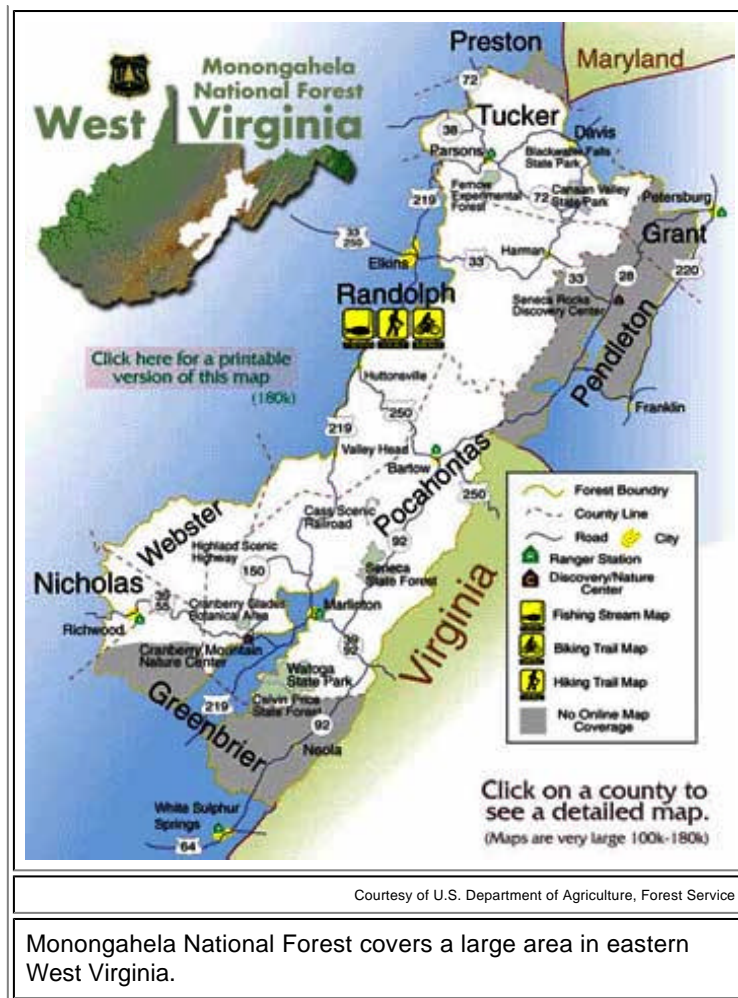 Preston
Maryland
Monongahela
National Forest
West Virginia
72
Tucker
38
Davis
Parsons
Blackwater Falls
State Park
Fernow
Experimental
Forest
72
Canaan Valley
State Park
Petersburg
219
Grant
33
250
Elkins
33
Harman
33
28
220
Randolph
Seneca Rocks
Discovery Center
Pendleton
Click here for a printable
version of this map
(180k)
Huttonsville
250
Franklin
219
Valley Head
Bartow
Pocahontas
250
Webster
Cass Scenic
Railroad
92
Highland Scenic
Highway
150
Seneca
State Forest
Nicholas
39
55
Cranberry Glades
Botanical Area
Marlinton
Richwood
Cranberry Mountain
Nature Center
39
92
Virginia
Watoga
State Park
219
Calvin Price
State Forest
Greenbrier
92
Neola
White Sulphur
Springs
64
Forest Boundry
County Line
Road
City
Ranger Station
Discovery/Nature
Center
Fishing Stream Map
Biking Trail Map
Hiking Trail Map
No Online Map
Coverage
Click on a county to
see a detailed map.
(Maps are very large 100k-180k)
Courtesy of U.S. Department of Agriculture, Forest Service
Monongahela National Forest covers a large area in eastern
West Virginia.